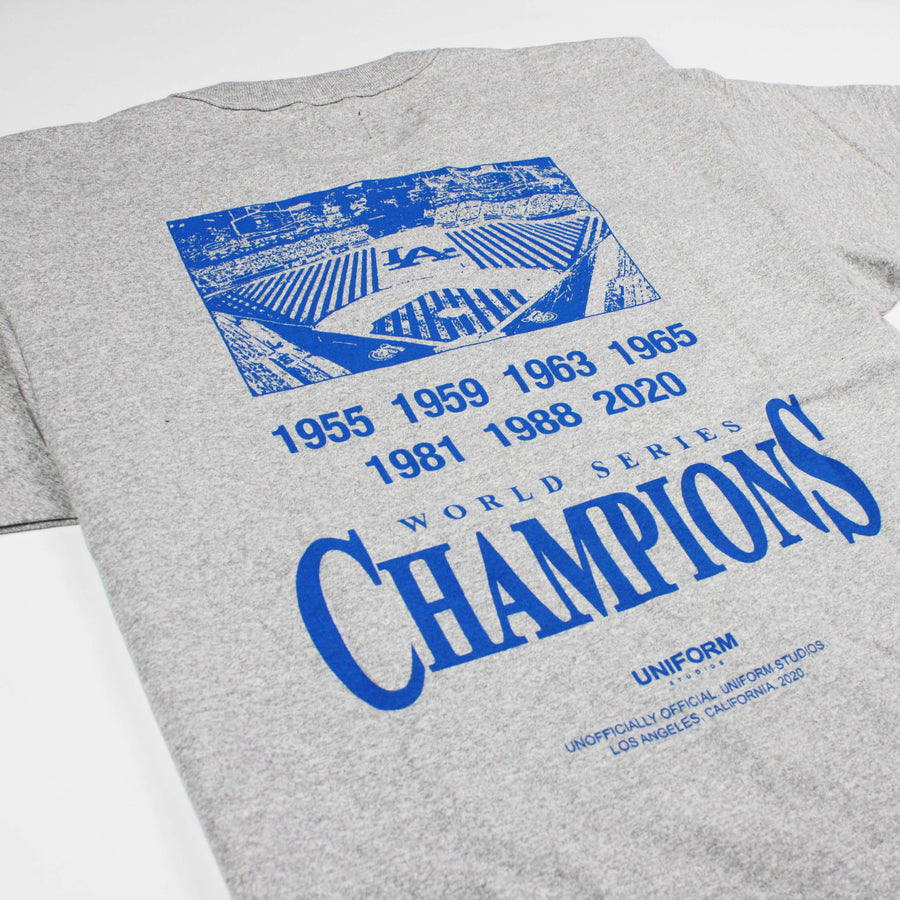 LA
1955 1959 1963 1965
1981 1988 2020
WORLD SERIES
CHAMPIONS
UNIFORM
STUDIOS
UNOFFICIALLY OFFICIAL. UNIFORM STUDIOS.
LOS ANGELES, CALIFORNIA. 2020.